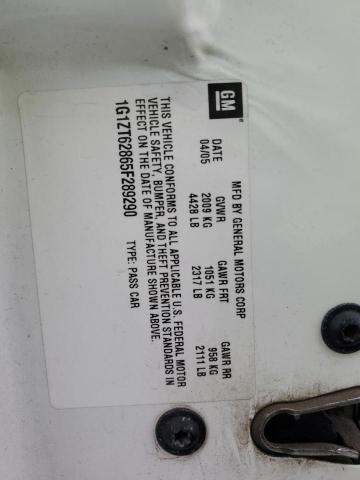 GM
MFD BY GENERAL MOTORS CORP
DATE GVWR GAWR FRT GAWR RR
04/05 2009 KG 1051 KG 958 KG
4428 LB 2317 LB 2111 LB
THIS VEHICLE CONFORMS TO ALL APPLICABLE U.S. FEDERAL MOTOR
VEHICLE SAFETY, BUMPER, AND THEFT PREVENTION STANDARDS IN
EFFECT ON THE DATE OF MANUFACTURE SHOWN ABOVE.
1G1ZT62865F289290 TYPE: PASS CAR